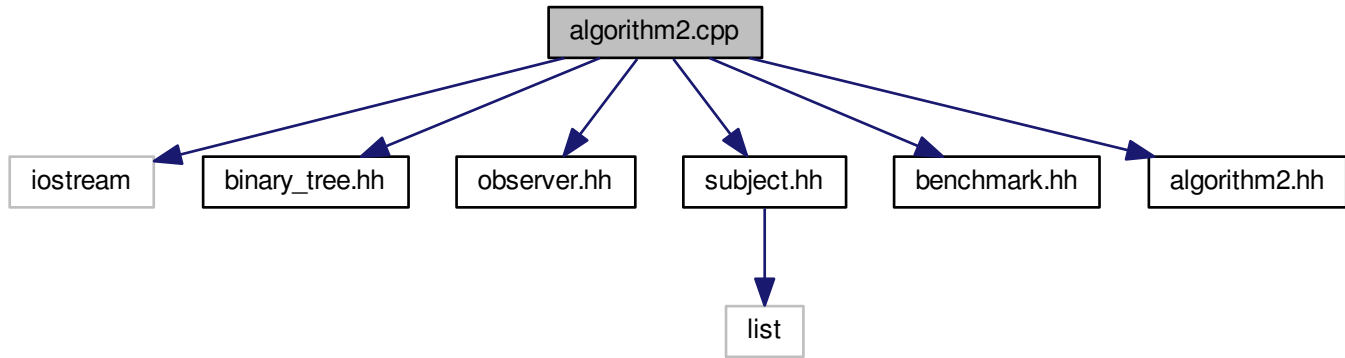 algorithm2.cpp
iostream
binary_tree.hh
observer.hh
subject.hh
benchmark.hh
algorithm2.hh
list